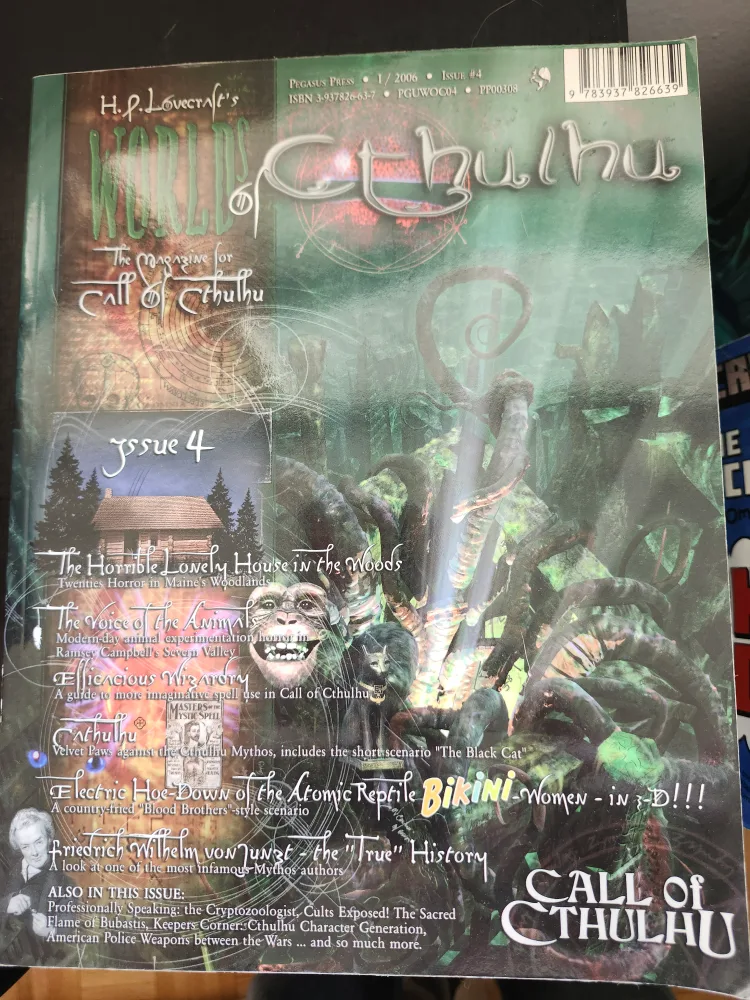 PEGASUS PRESS • 1/2006 • ISSUE #4
ISBN 3-937826-63-7 • PGUWOC04 • PP00308
9 783937 826639
H.P. Lovecraft's
WORLDS
of Cthulhu
The Magazine for
Call of Cthulhu
Issue 4
The Horrible Lonely House in the Woods
Twenties Horror in Maine's Woodlands
The Voice of the Animals
Modern-day animal experimentation horror in
Ramsey Campbell's Severn Valley
Efficacious Wizardry
A guide to more imaginative spell use in Call of Cthulhu
MASTERS OF THE
MYSTIC SPELL
Cathulhu
Velvet Paws against the Cthulhu Mythos, includes the short scenario "The Black Cat"
Electric Hoe-Down of the Atomic Reptile BIKINI-Women - in 3-D!!!
A country-fried "Blood Brothers"-style scenario
Friedrich Wilhelm von Junzt - the "True" History
A look at one of the most infamous Mythos authors
ALSO IN THIS ISSUE:
Professionally Speaking: the Cryptozoologist, Cults Exposed! The Sacred
Flame of Bubastis, Keepers Corner: Cthulhu Character Generation,
American Police Weapons between the Wars ... and so much more.
CALL of
CTHULHU